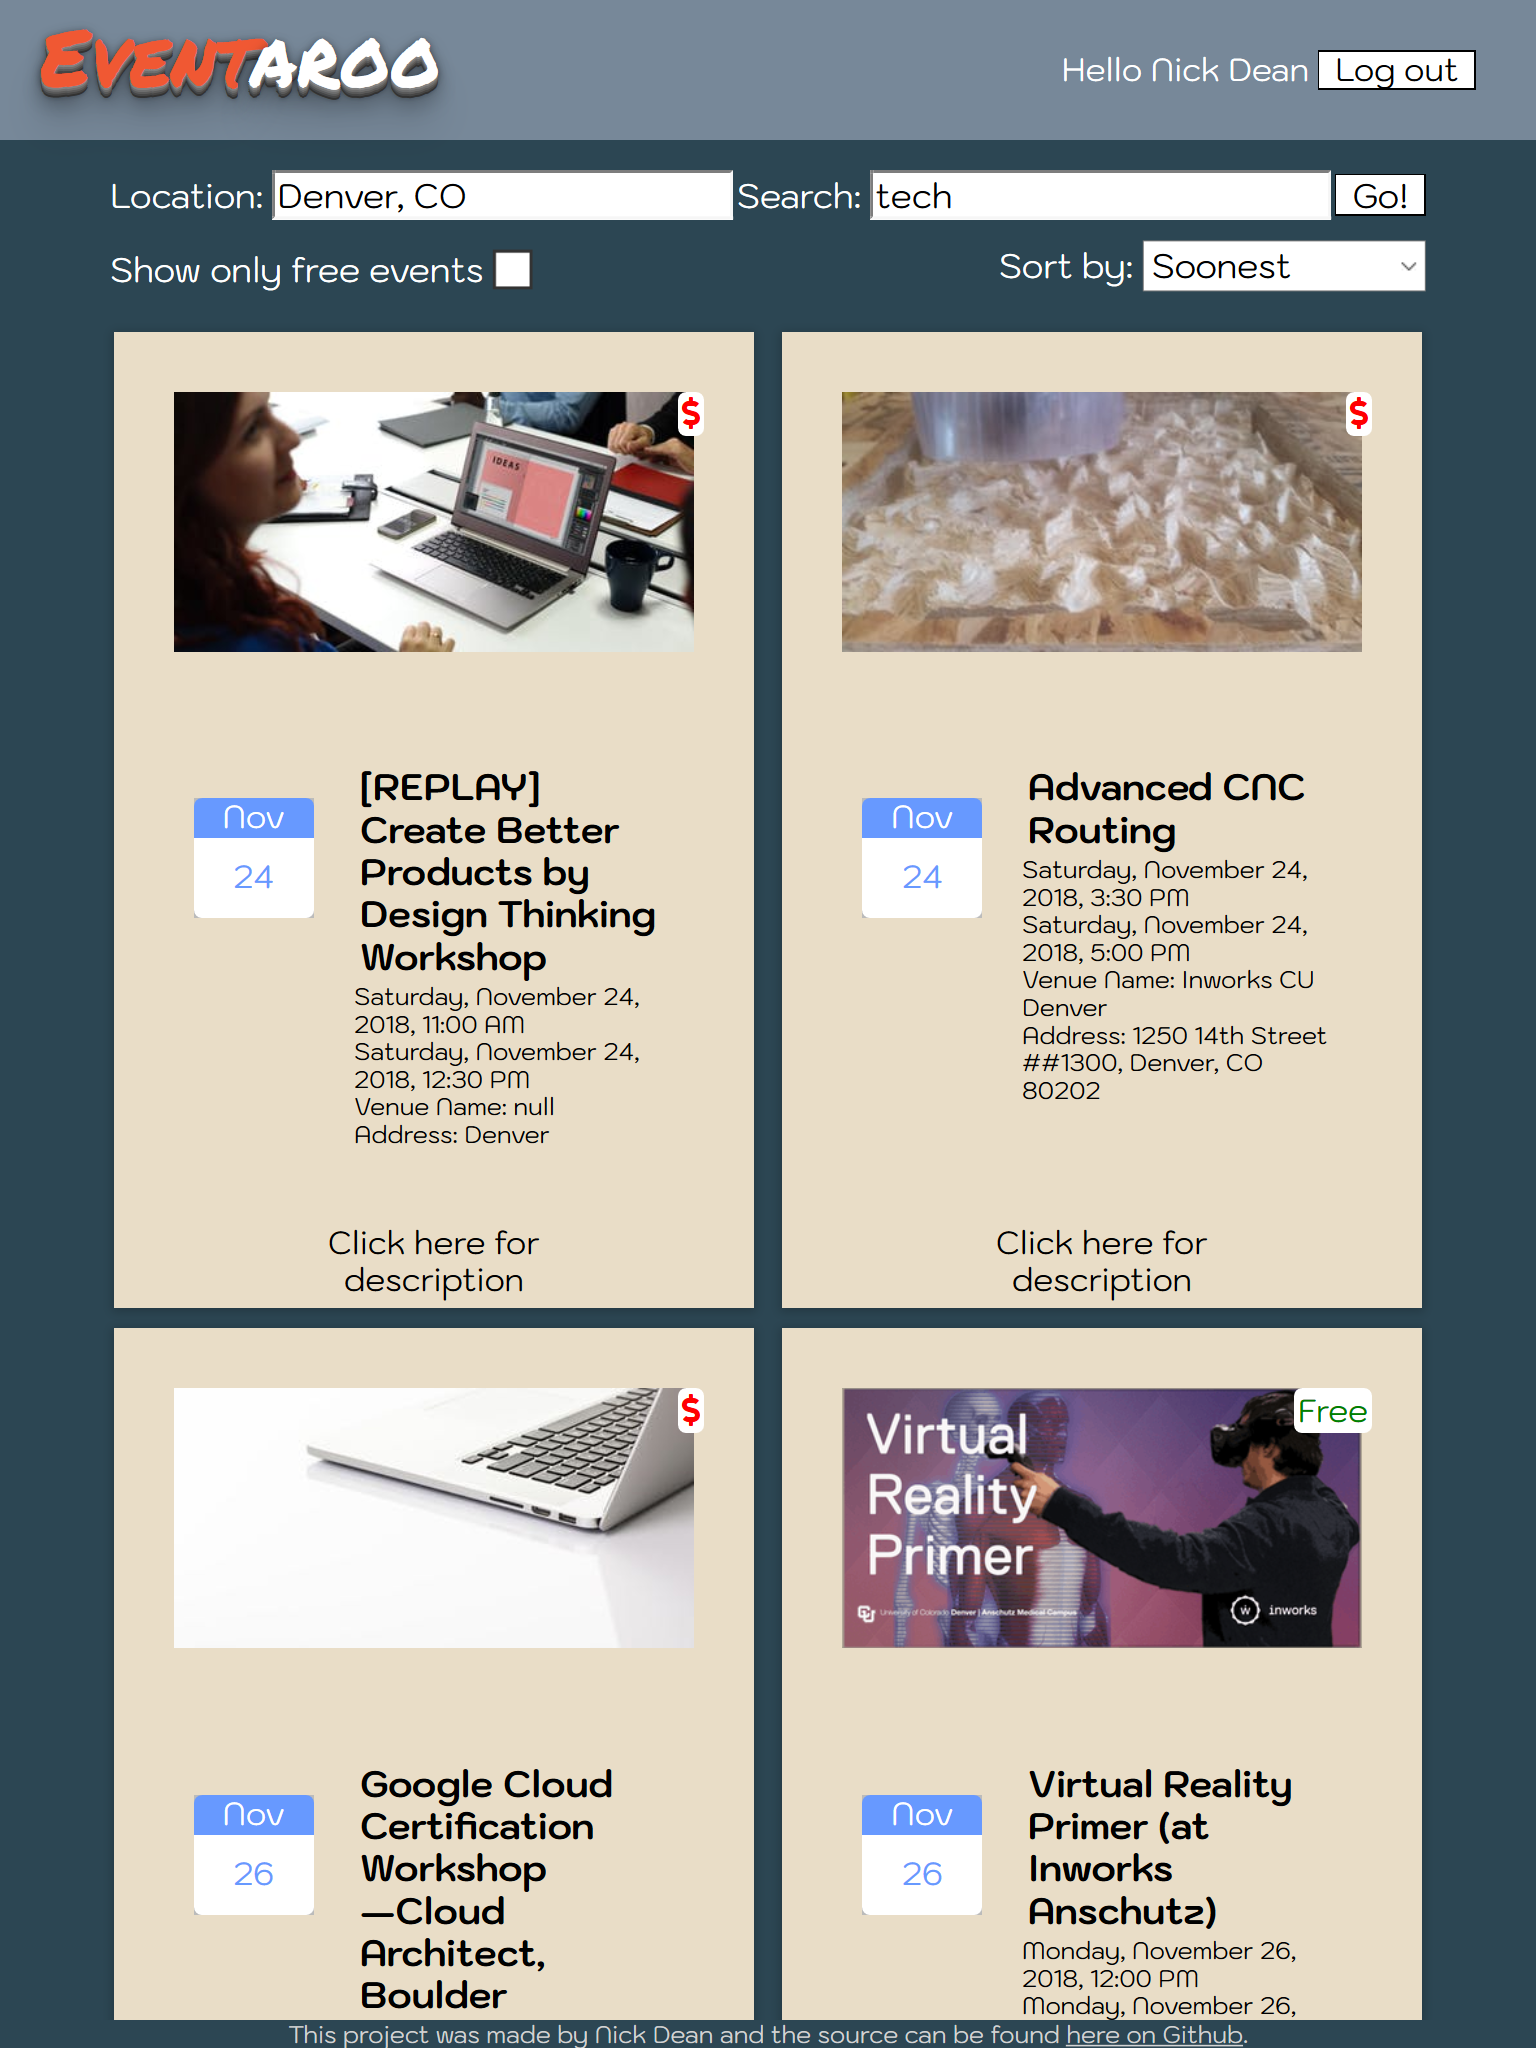 EVENTAROO
Hello Nick Dean Log out
Location: Denver, CO Search: tech Go!
Show only free events Sort by: Soonest
IDEAS
$
$
Nov
24
[REPLAY]
Create Better
Products by
Design Thinking
Workshop
Saturday, November 24,
2018, 11:00 AM
Saturday, November 24,
2018, 12:30 PM
Venue Name: null
Address: Denver
Click here for
description
Nov
24
Advanced CNC
Routing
Saturday, November 24,
2018, 3:30 PM
Saturday, November 24,
2018, 5:00 PM
Venue Name: Inworks CU
Denver
Address: 1250 14th Street
##1300, Denver, CO
80202
Click here for
description
$
Free
Virtual
Reality
Primer
University of Colorado Denver | Anschutz Medical Campus
inworks
Nov
26
Google Cloud
Certification
Workshop
—Cloud
Architect,
Boulder
Nov
26
Virtual Reality
Primer (at
Inworks
Anschutz)
Monday, November 26,
2018, 12:00 PM
Monday, November 26,
This project was made by Nick Dean and the source can be found here on Github.